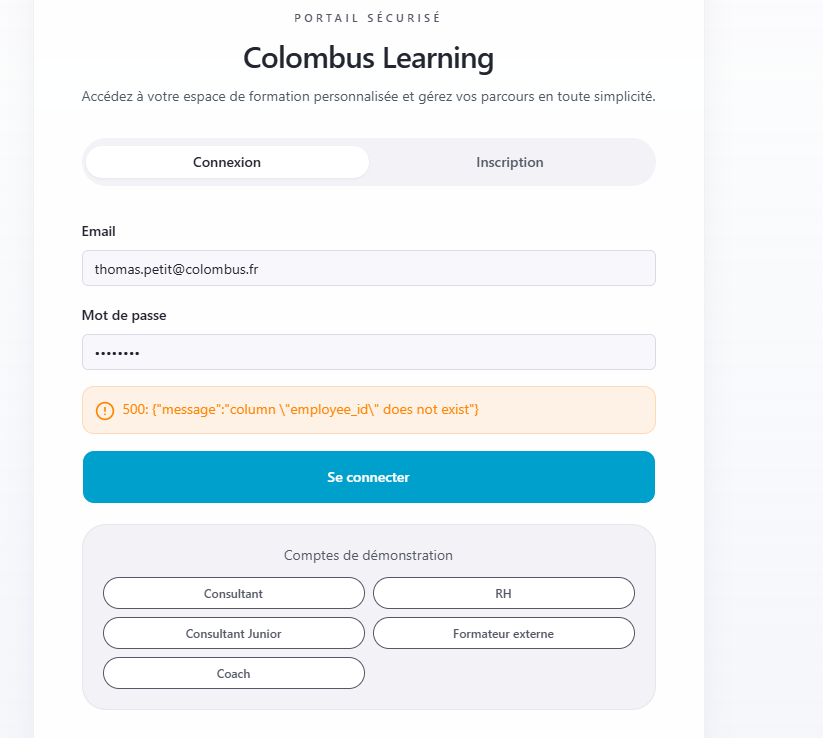 PORTAIL SÉCURISÉ
Colombus Learning
Accédez à votre espace de formation personnalisée et gérez vos parcours en toute simplicité.
Connexion
Inscription
Email
thomas.petit@colombus.fr
Mot de passe
••••••••
500: {"message":"column \"employee_id\" does not exist"}
Se connecter
Comptes de démonstration
Consultant
RH
Consultant Junior
Formateur externe
Coach